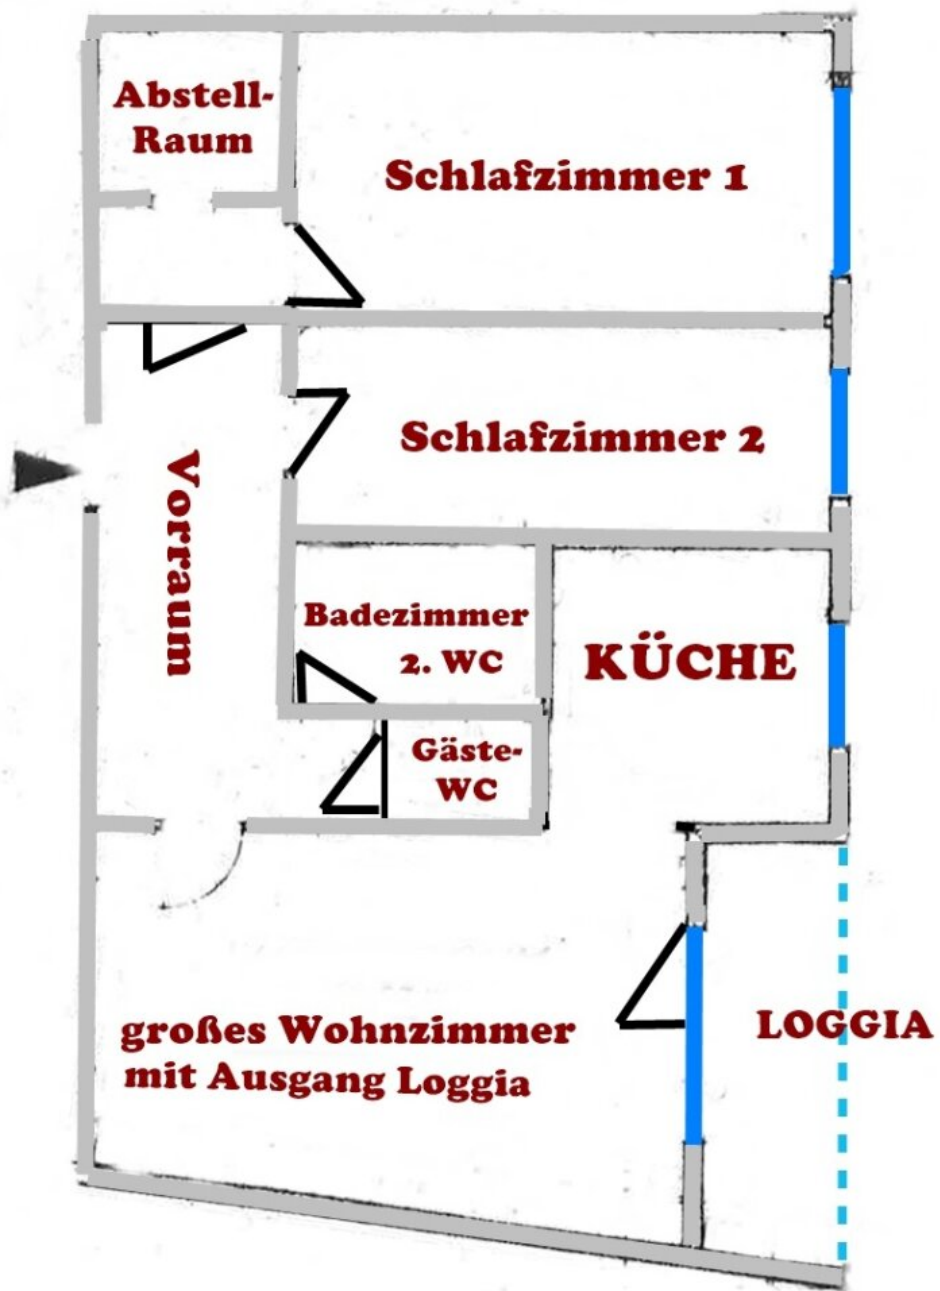 Abstell-
Raum
Schlafzimmer 1
Schlafzimmer 2
Vorraum
Badezimmer
2. WC
KÜCHE
Gäste-
WC
großes Wohnzimmer
mit Ausgang Loggia
LOGGIA